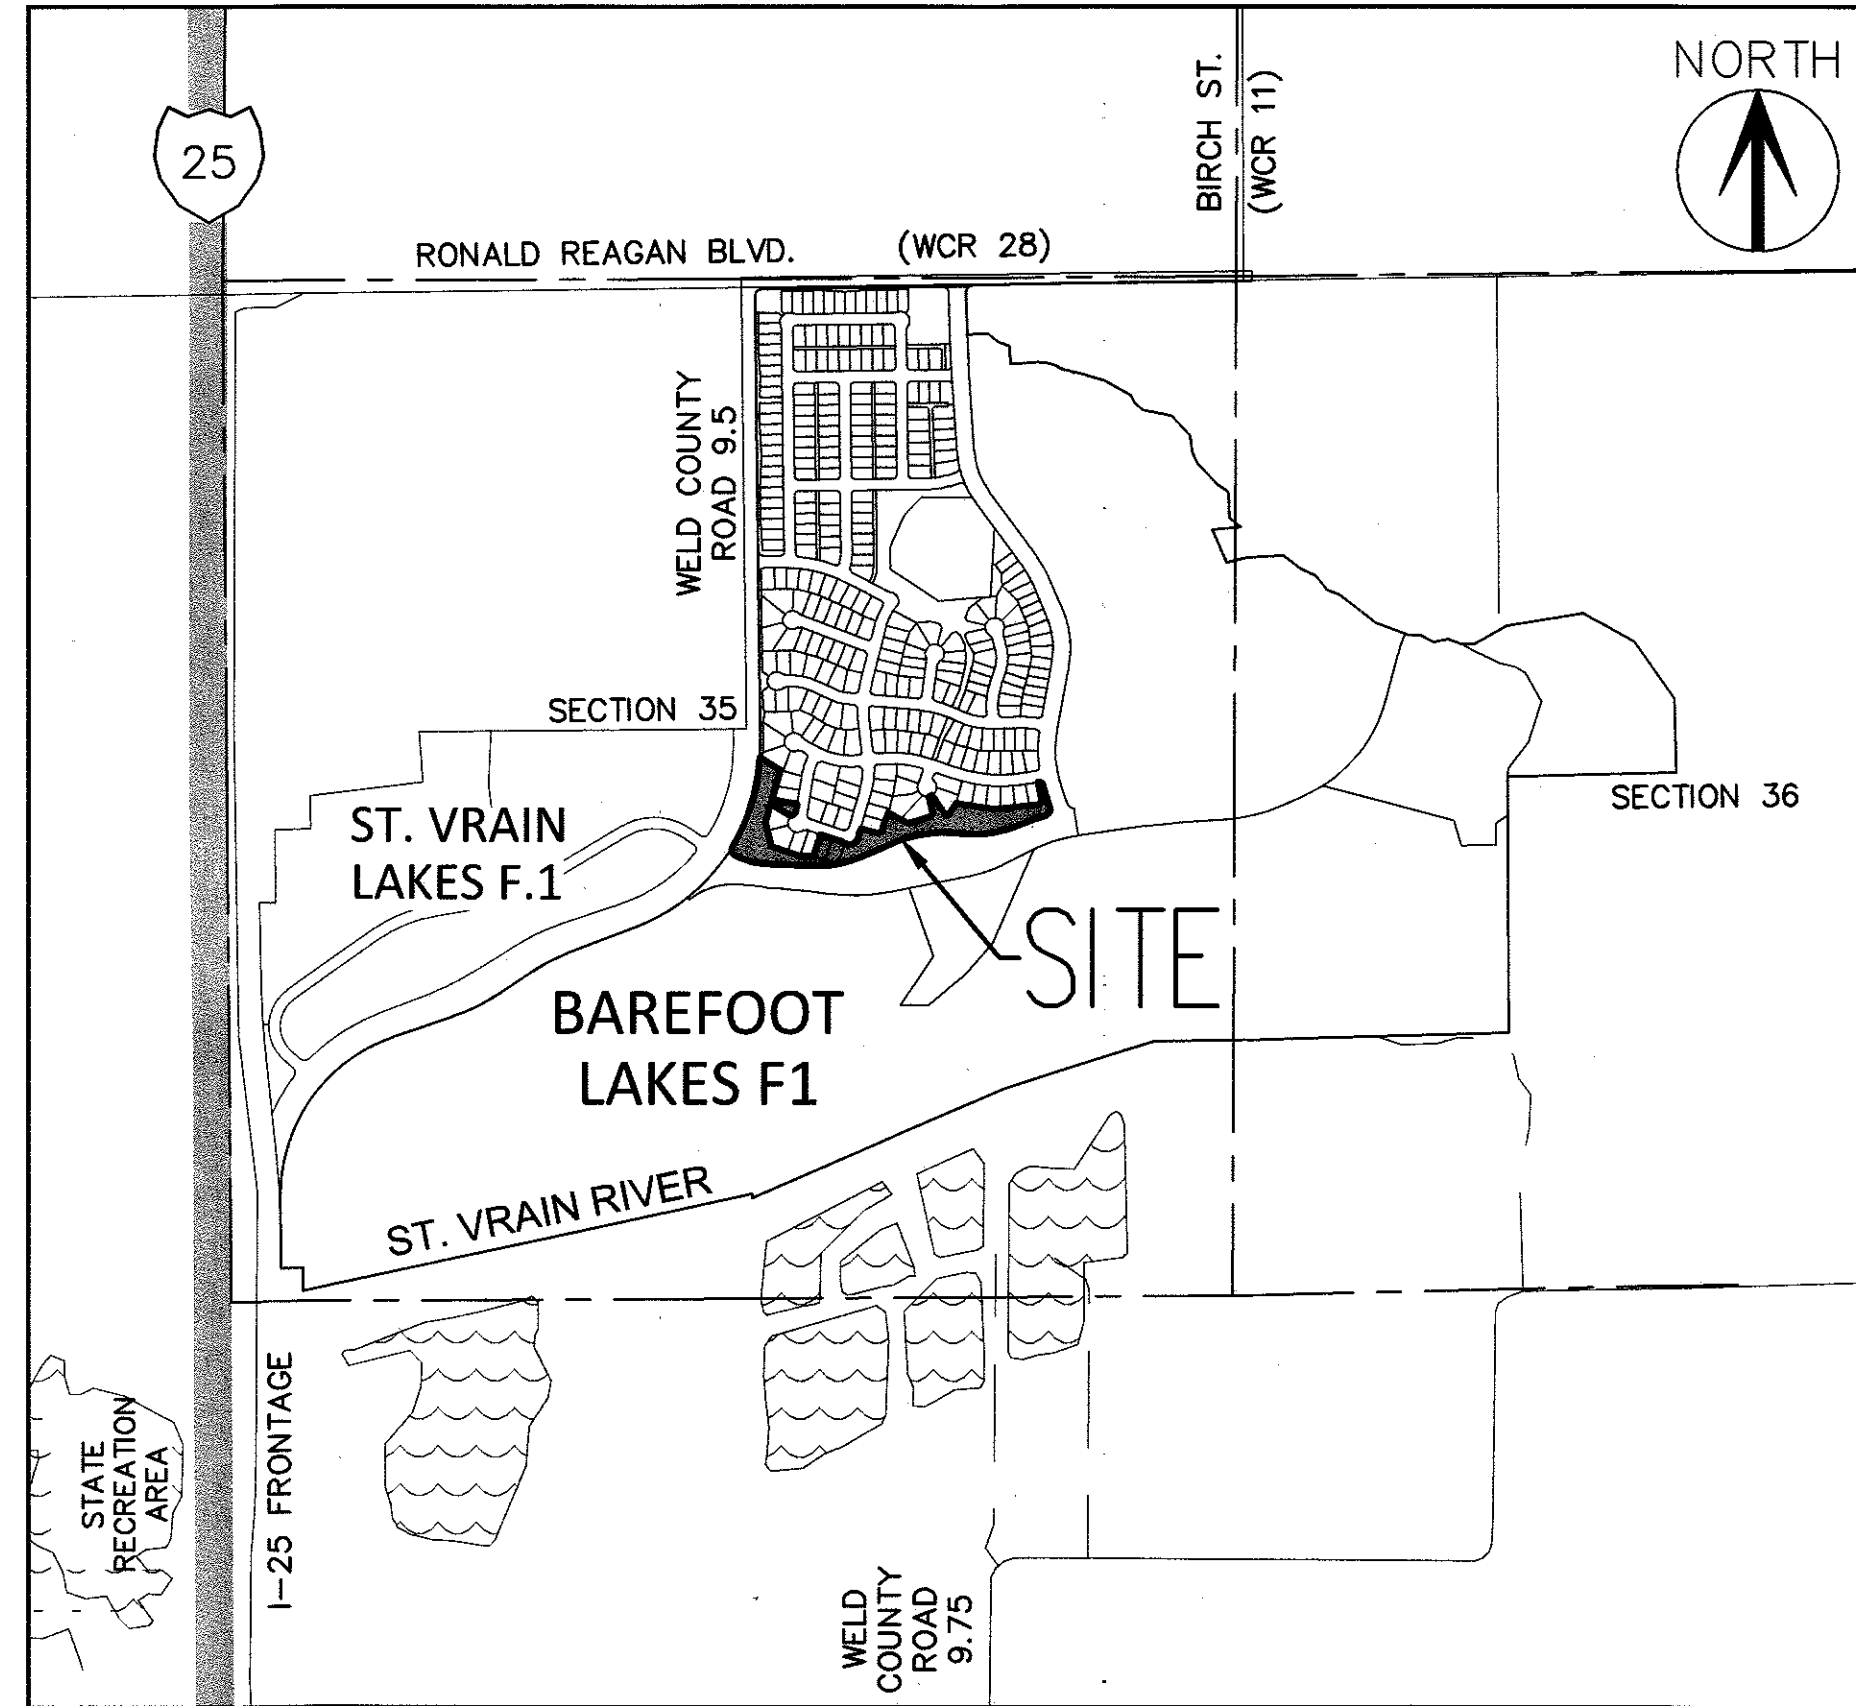 NORTH
BIRCH ST.
(WCR 11)
25
RONALD REAGAN BLVD. (WCR 28)
WELD COUNTY
ROAD 9.5
SECTION 35
SECTION 36
ST. VRAIN
LAKES F.1
SITE
BAREFOOT
LAKES F1
ST. VRAIN RIVER
I-25 FRONTAGE
STATE
RECREATION
AREA
WELD
COUNTY
ROAD
9.75